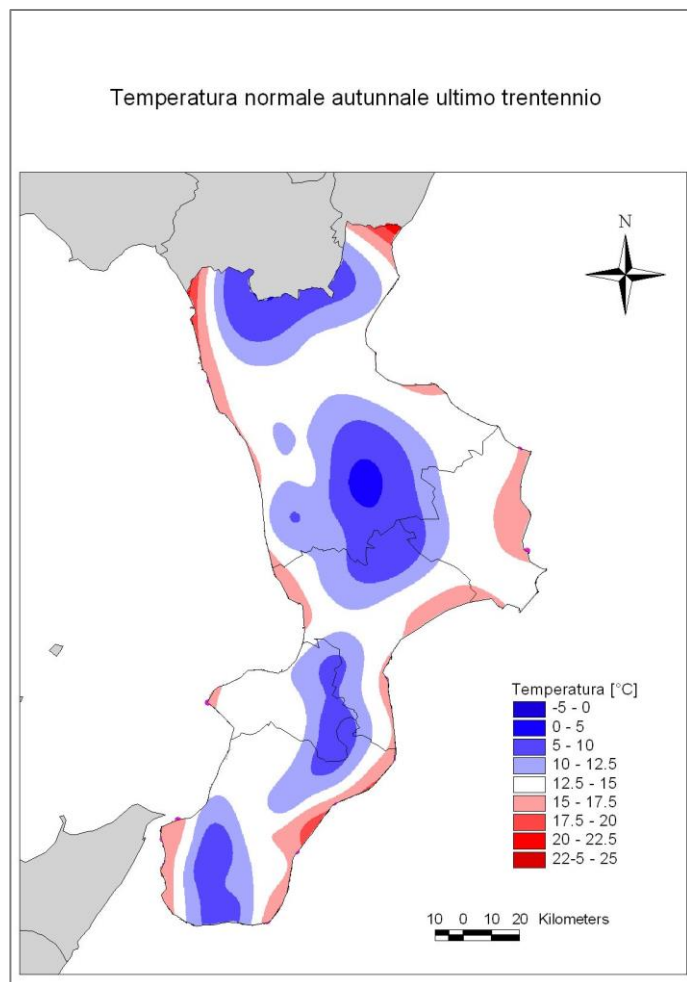 Temperatura normale autunnale ultimo trentennio
N
Temperatura [°C]
-5 - 0
0 - 5
5 - 10
10 - 12.5
12.5 - 15
15 - 17.5
17.5 - 20
20 - 22.5
22-5 - 25
10 0 10 20 Kilometers